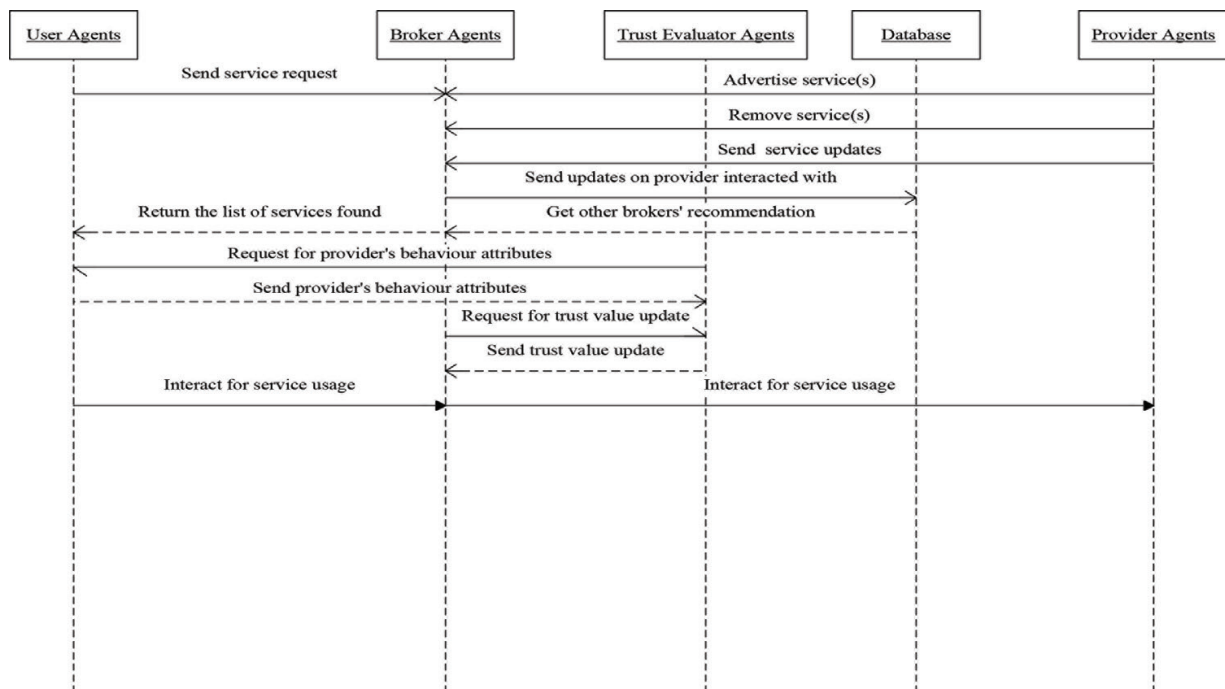 User Agents
Broker Agents
Trust Evaluator Agents
Database
Provider Agents
Send service request
Advertise service(s)
Remove service(s)
Send service updates
Send updates on provider interacted with
Return the list of services found
Get other brokers' recommendation
Request for provider's behaviour attributes
Send provider's behaviour attributes
Request for trust value update
Send trust value update
Interact for service usage
Interact for service usage